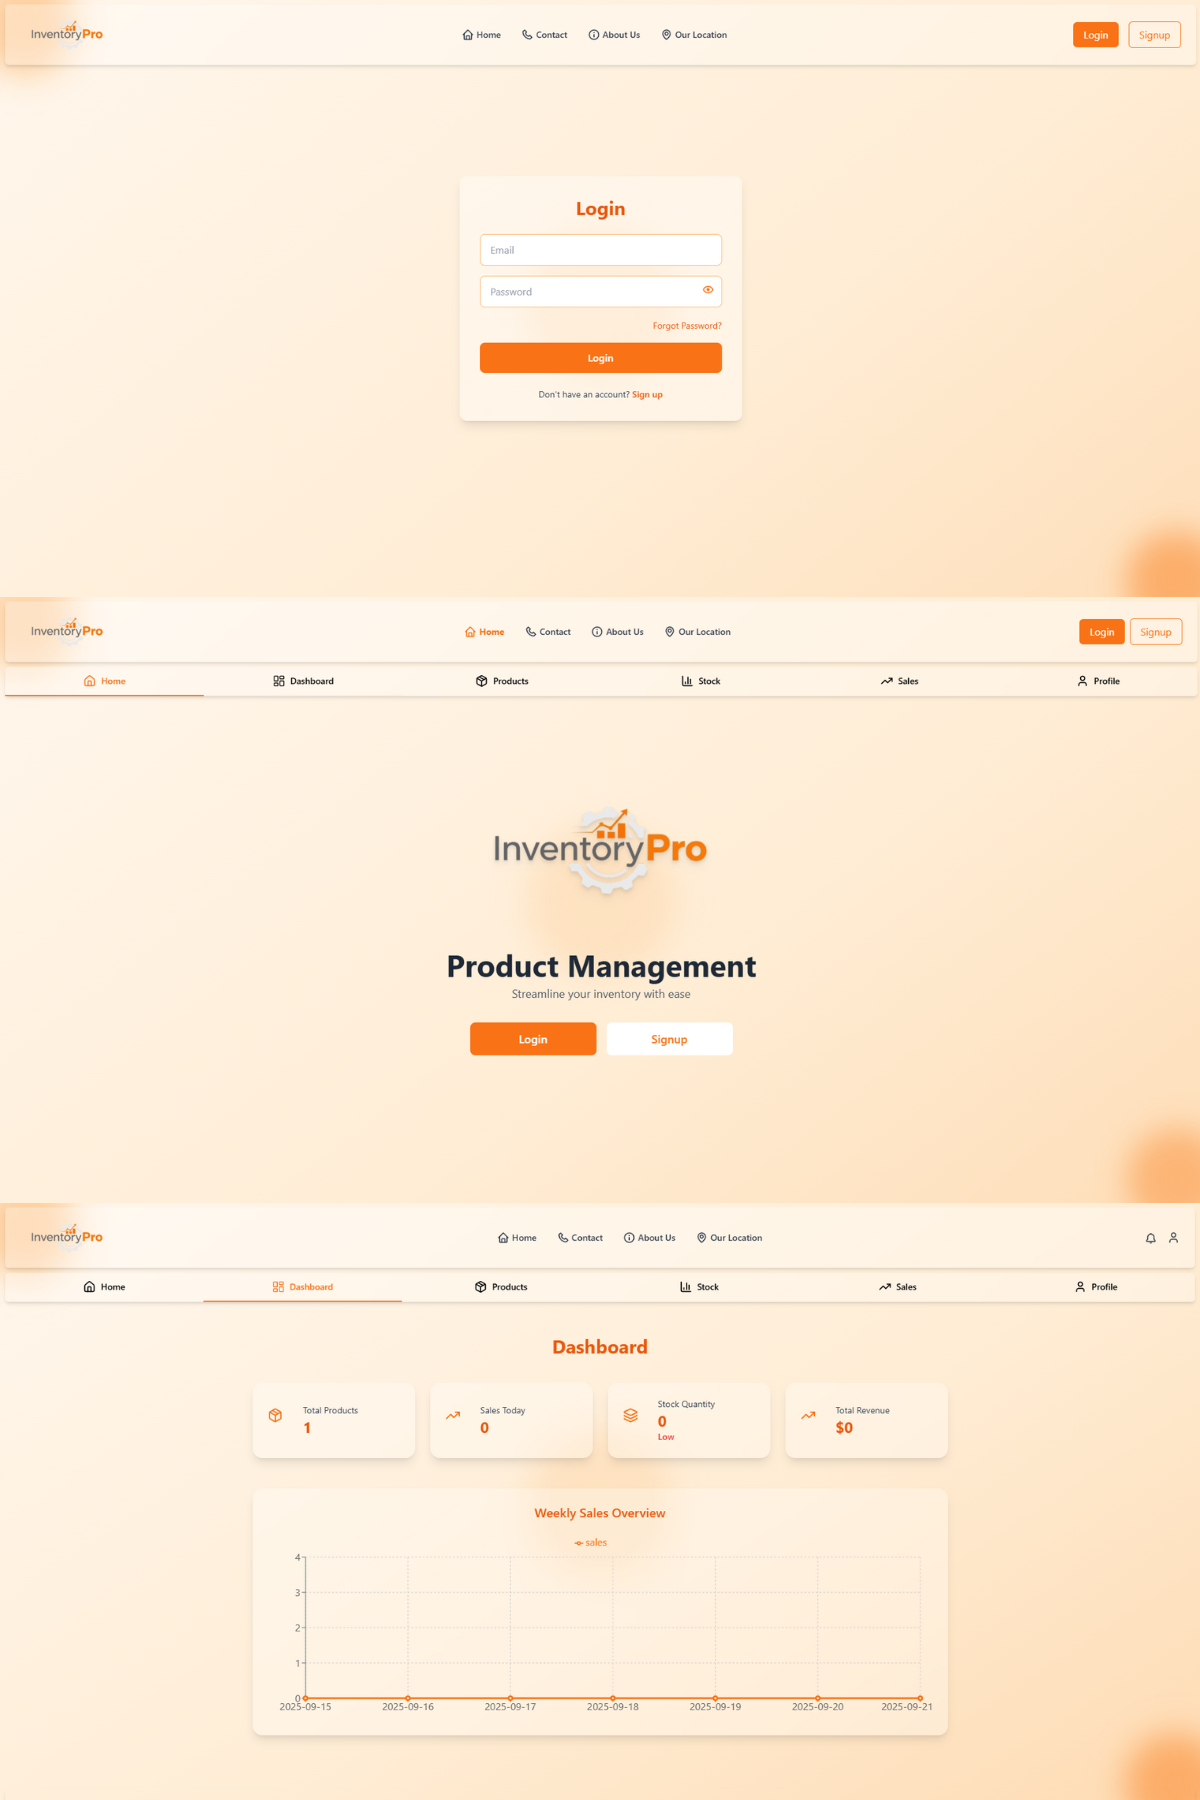 InventoryPro Home Contact About Us Our Location Login Signup
Login
Email
Password
Forgot Password?
Login
Don't have an account? Sign up
InventoryPro Home Contact About Us Our Location Login Signup
Home Dashboard Products Stock Sales Profile
InventoryPro
Product Management
Streamline your inventory with ease
Login Signup
InventoryPro Home Contact About Us Our Location
Home Dashboard Products Stock Sales Profile
Dashboard
Total Products
1
Sales Today
0
Stock Quantity
0
Low
Total Revenue
$0
Weekly Sales Overview
sales
4
3
2
1
0
2025-09-15 2025-09-16 2025-09-17 2025-09-18 2025-09-19 2025-09-20 2025-09-21